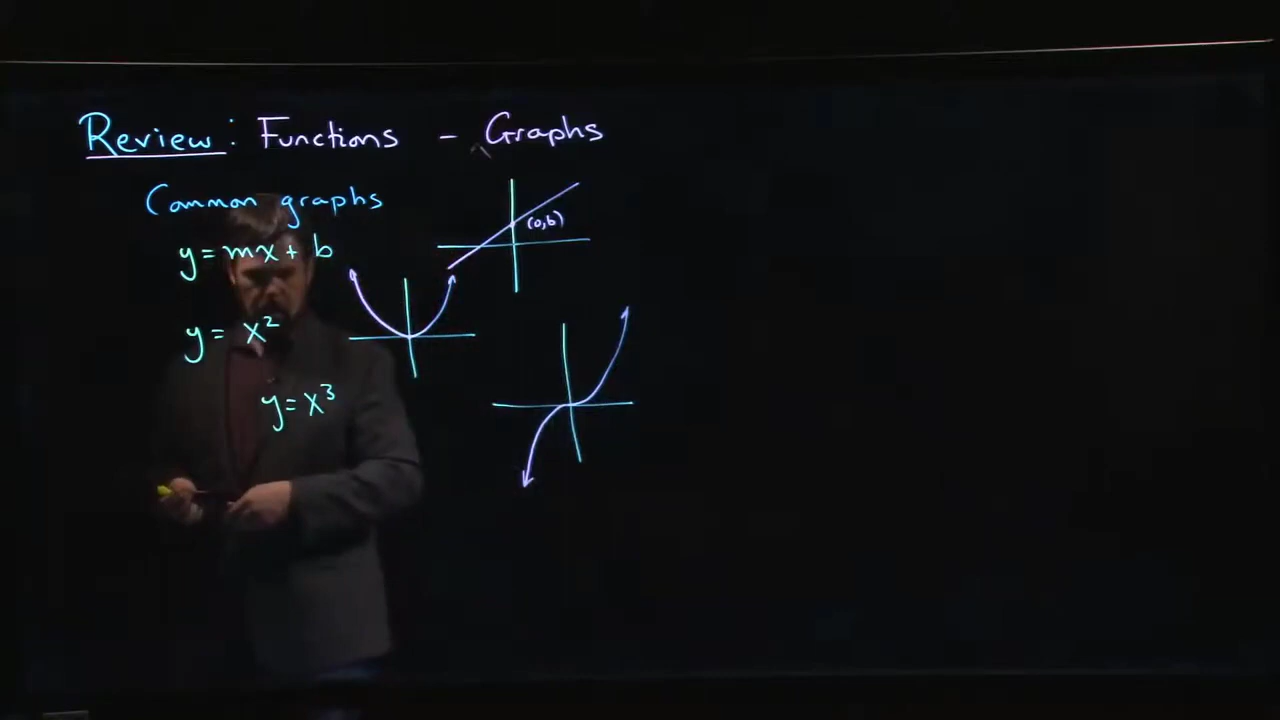 Review: Functions - Graphs
Common graphs
y = mx + b
(0,b)
y = x²
y = x³